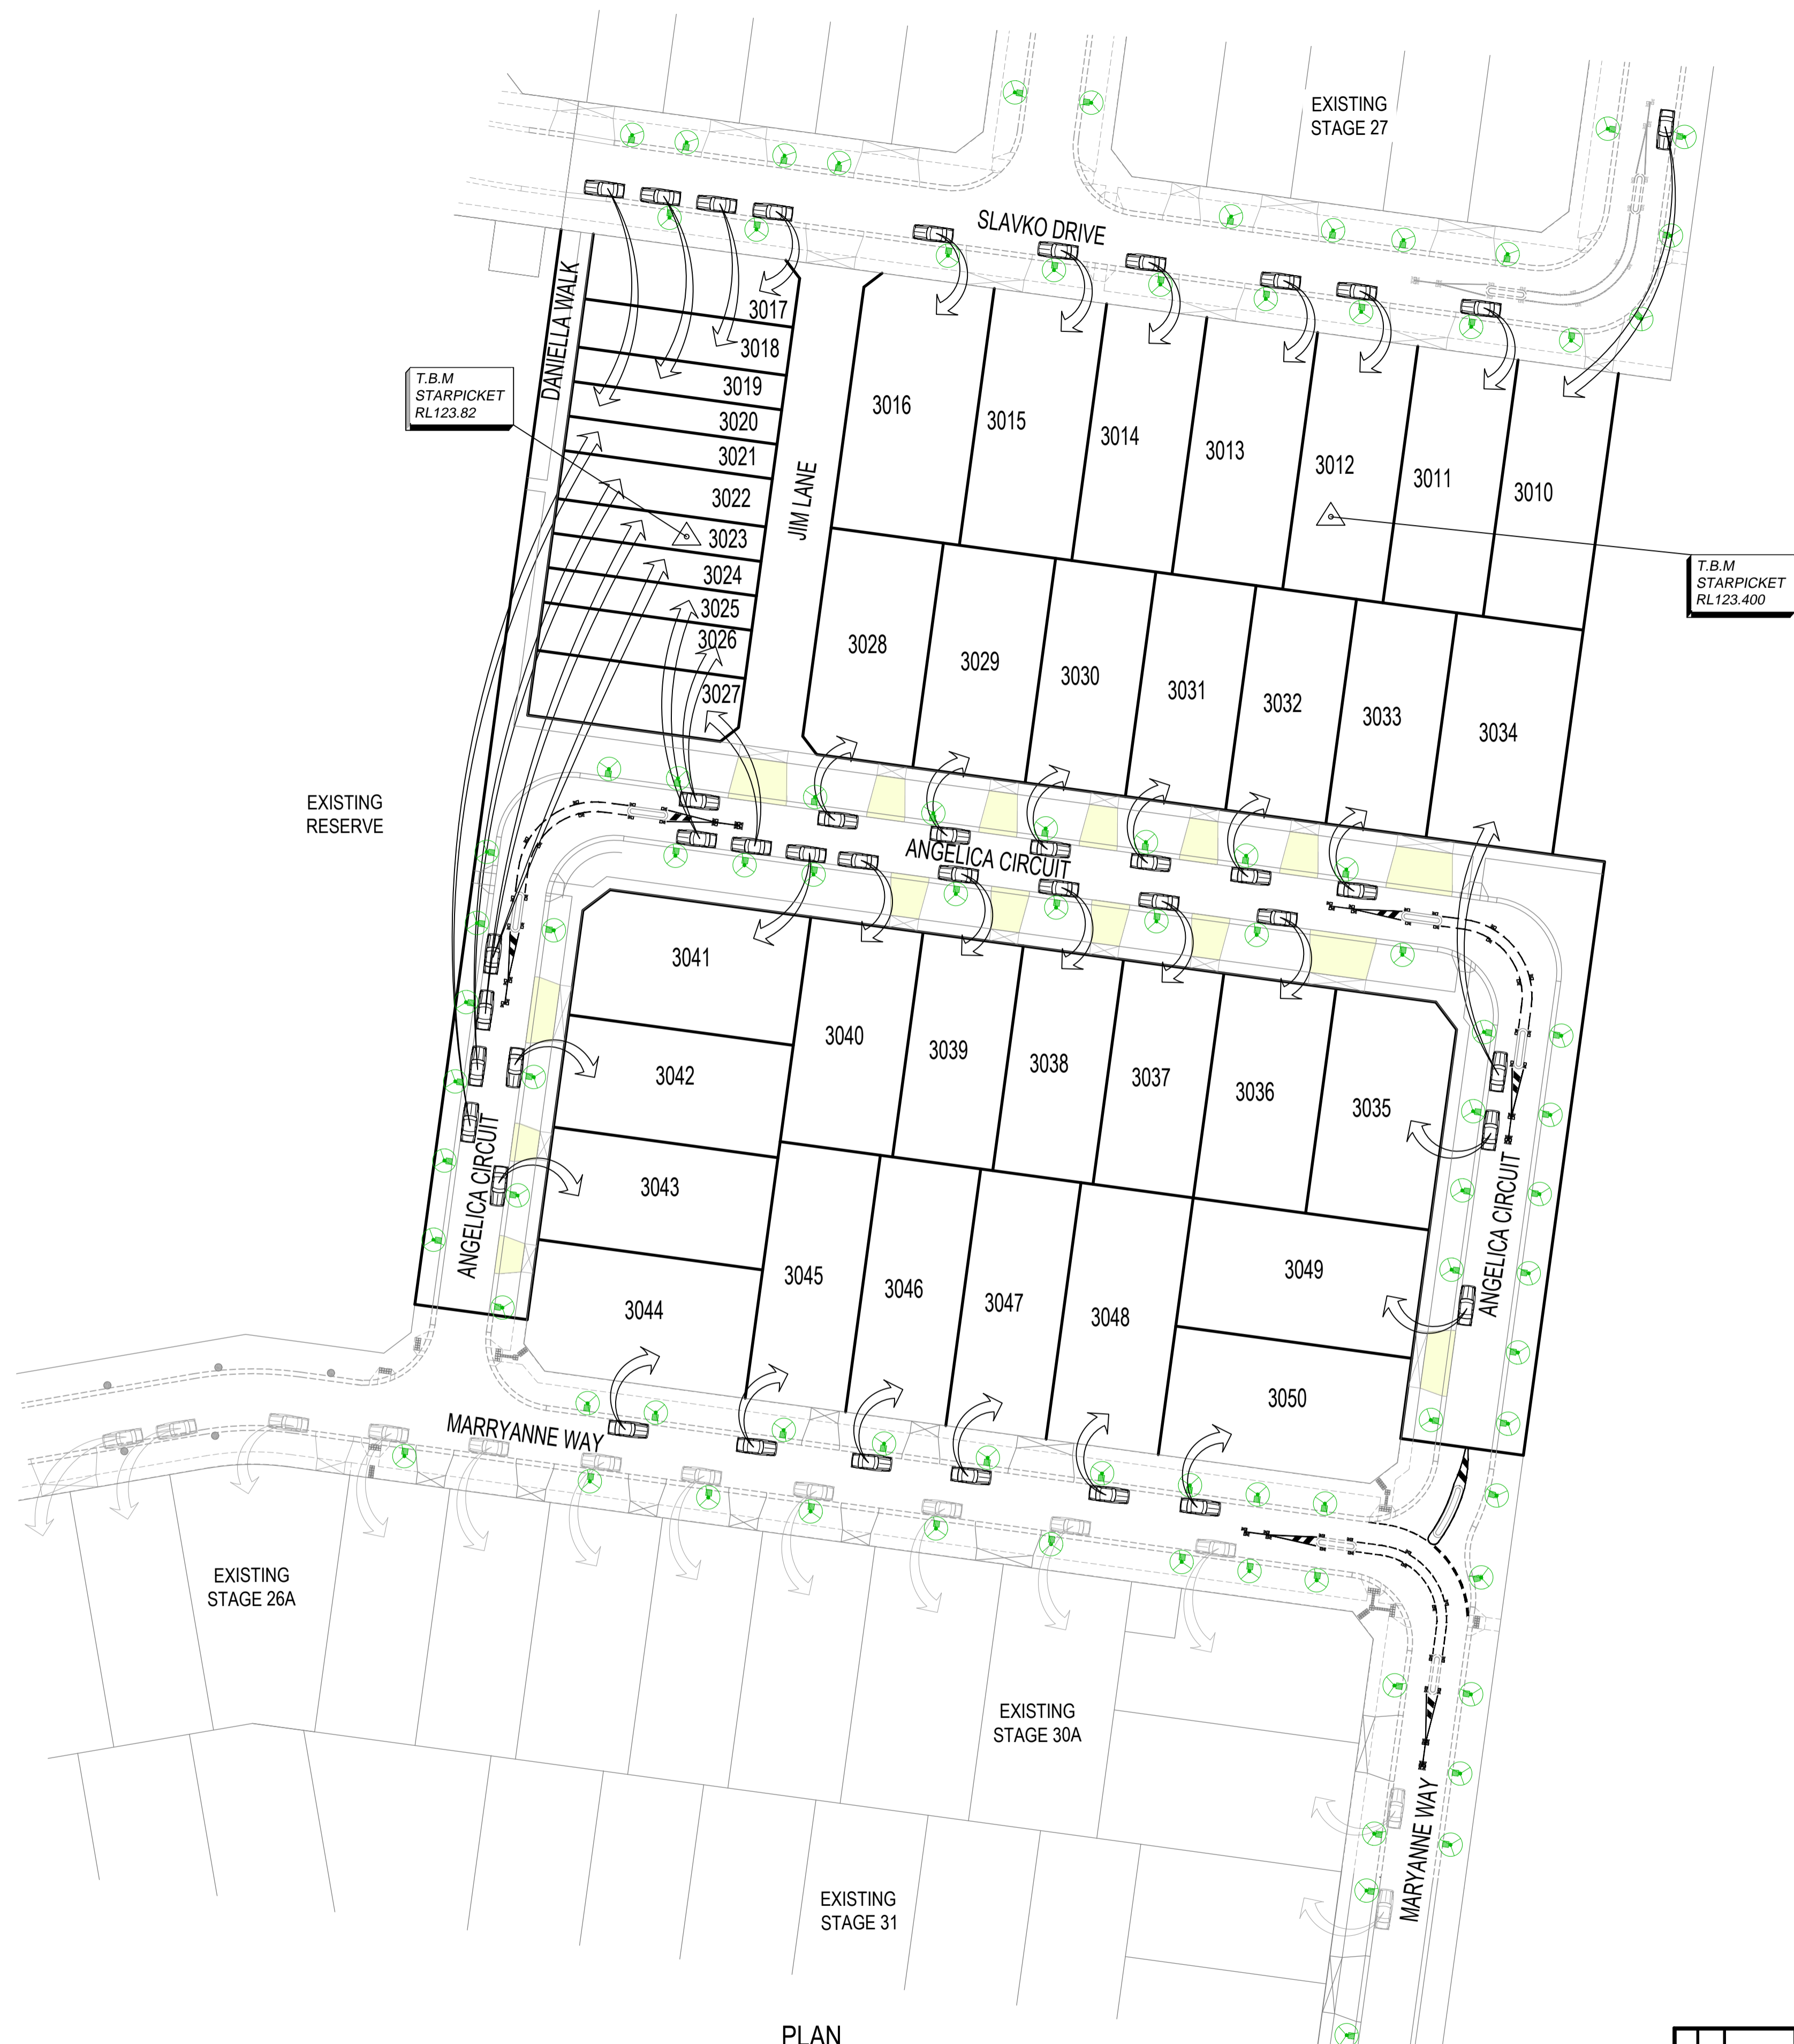 EXISTING
STAGE 27
SLAVKO DRIVE
DANIELLA WALK
3017
3018
3019
3020
3021
3022
3023
3024
3025
3026
3027
T.B.M
STARPICKET
RL123.82
JIM LANE
3016
3015
3014
3013
3012
3011
3010
T.B.M
STARPICKET
RL123.400
3028
3029
3030
3031
3032
3033
3034
EXISTING
RESERVE
ANGELICA CIRCUIT
3041
3040
3039
3038
3037
3036
3035
3042
3043
3044
ANGELICA CIRCUIT
ANGELICA CIRCUIT
3045
3046
3047
3048
3049
3050
MARRYANNE WAY
EXISTING
STAGE 26A
EXISTING
STAGE 30A
MARYANNE WAY
EXISTING
STAGE 31
PLAN